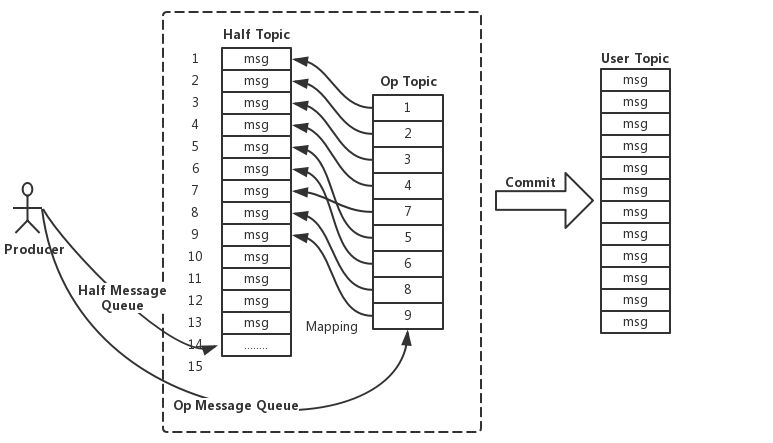 Half Topic
1
msg
2
msg
3
msg
4
msg
5
msg
6
msg
7
msg
8
msg
9
msg
10
msg
11
msg
12
msg
13
msg
14
........
15
Op Topic
1
2
3
4
7
5
6
8
9
Mapping
Producer
Half Message
Queue
Op Message Queue
Commit
User Topic
msg
msg
msg
msg
msg
msg
msg
msg
msg
msg
msg
msg